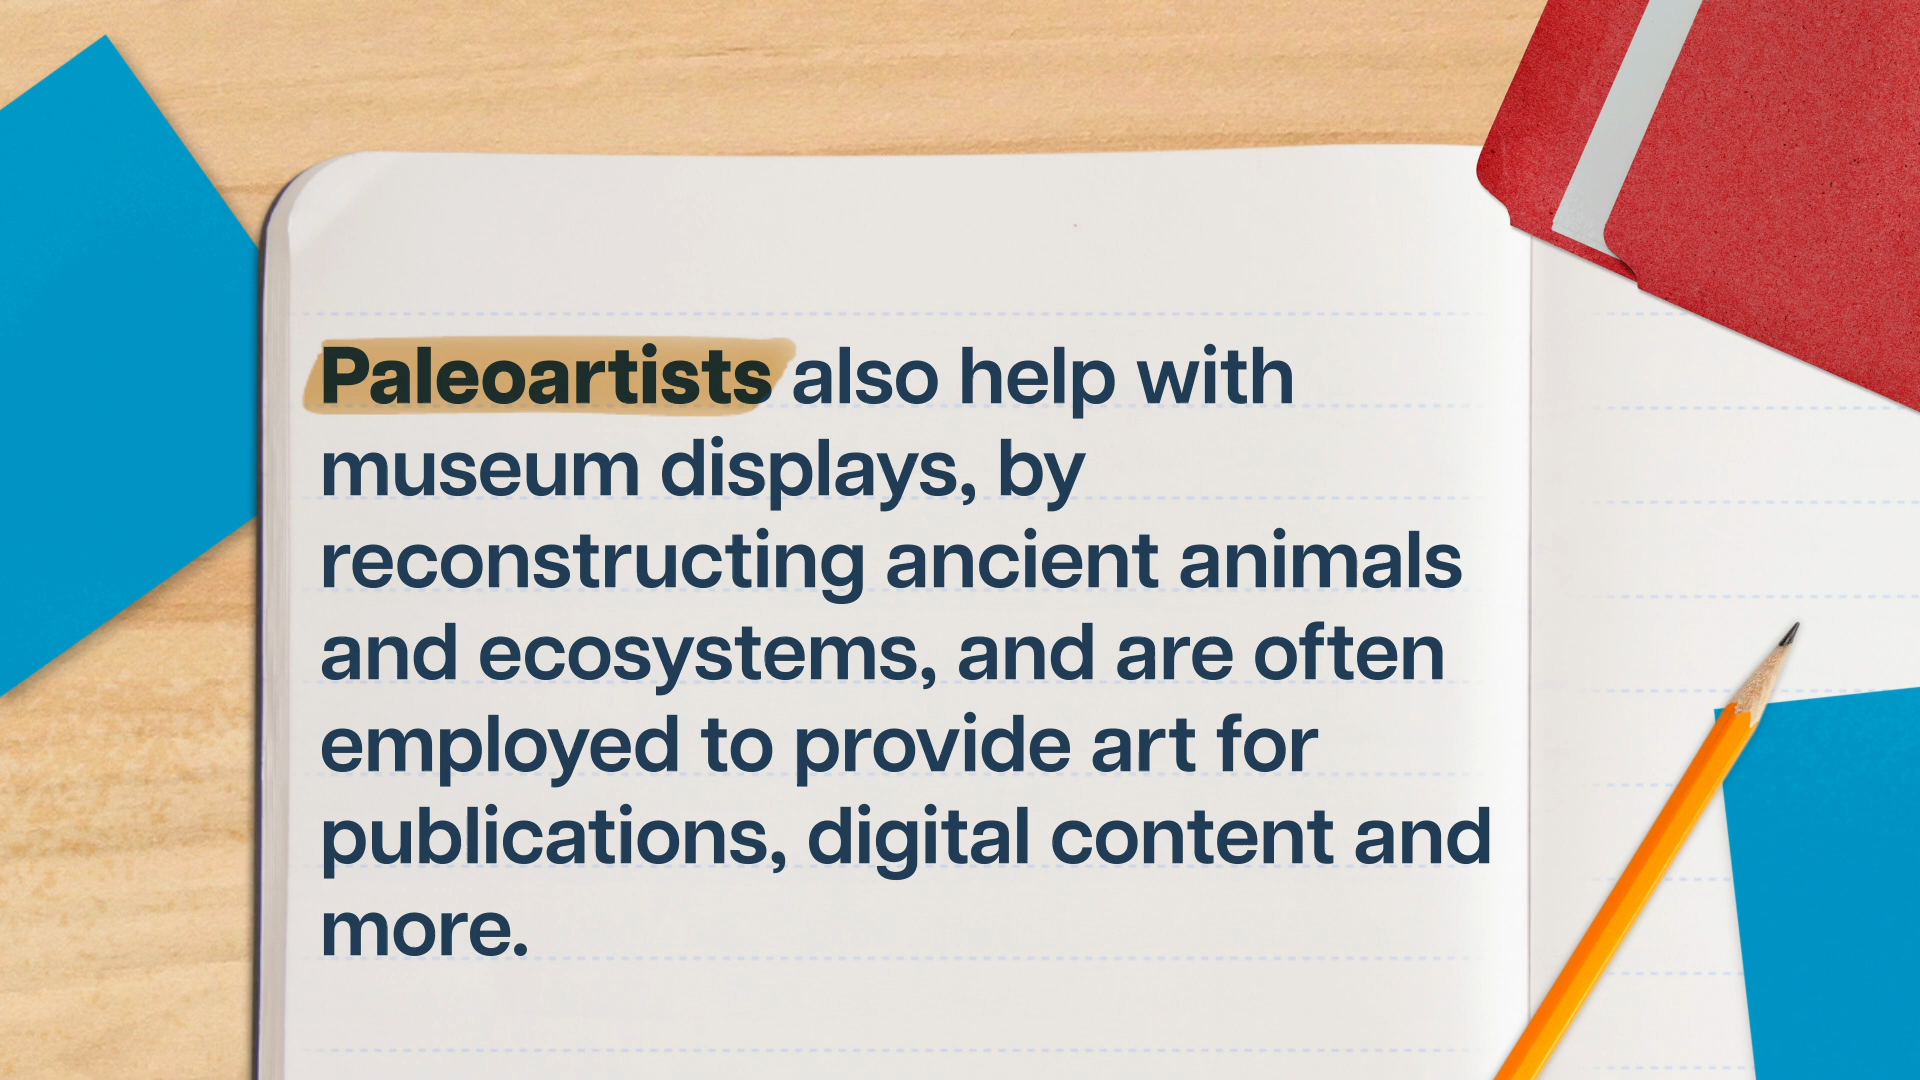 Paleoartists also help with
museum displays, by
reconstructing ancient animals
and ecosystems, and are often
employed to provide art for
publications, digital content and
more.